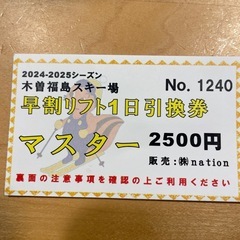 2024-2025シーズン
木曽福島スキー場
No. 1240
早割リフト1日引換券
マスター 2500円
販売：㈱nation
裏面の注意事項を確認の上ご利用ください